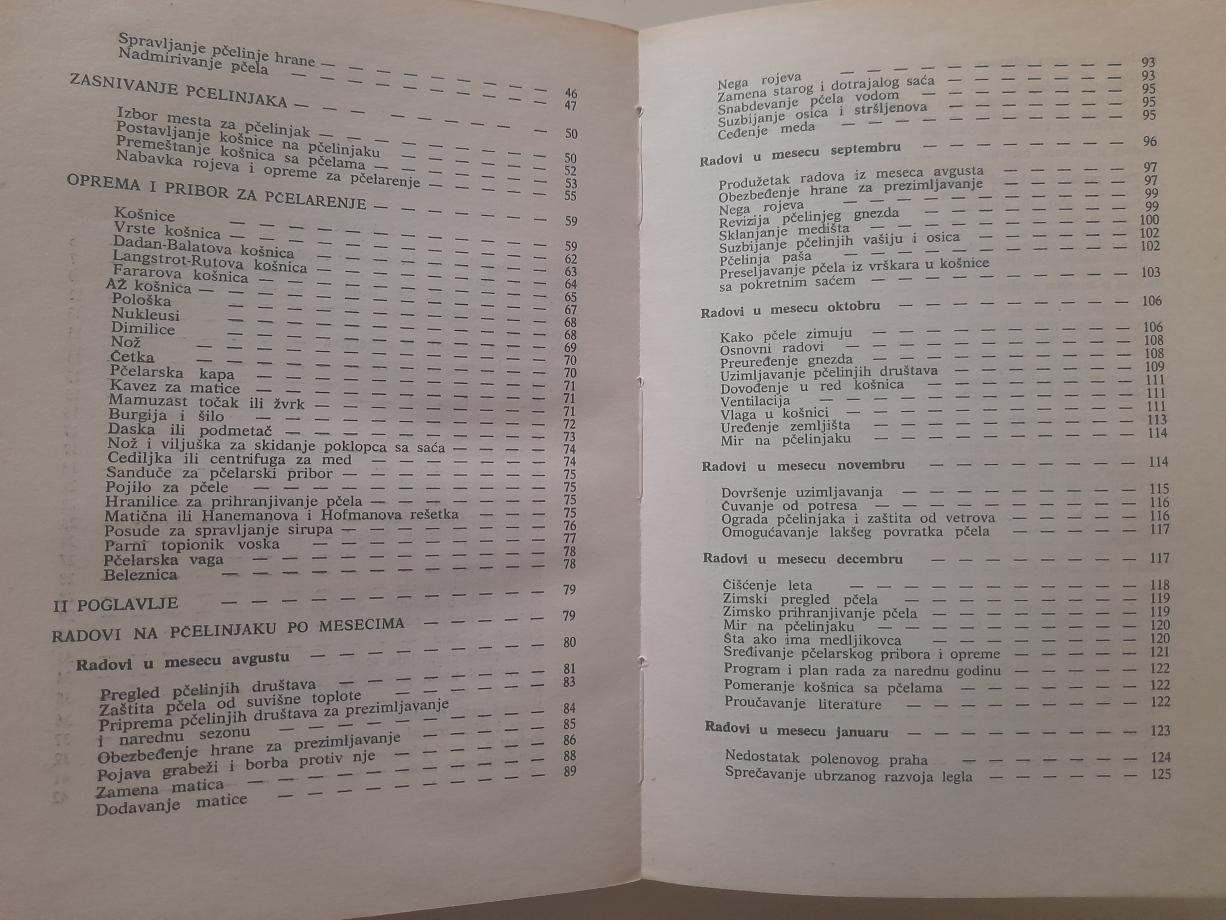 Spravljanje pčelinje hrane — — — — — — — 46
Nadmirivanje pčela — — — — — — — 47
ZASNIVANJE PČELINJAKA — — — — — — — 50
Izbor mesta za pčelinjak — — — — — — 50
Postavljanje košnice na pčelinjaku — — — — 52
Premeštanje košnica sa pčelama — — — — — 53
Nabavka rojeva i opreme za pčelarenje — — — — 55
OPREMA I PRIBOR ZA PČELARENJE — — — — — 59
Košnice — — — — — — — — 59
Vrste košnica — — — — — — — — 62
Dadan-Balatova košnica — — — — — — 63
Langstrot-Rutova košnica — — — — — — 64
Fararova košnica — — — — — — — 65
AŽ košnica — — — — — — — — 67
Pološka — — — — — — — — 68
Nukleusi — — — — — — — — 68
Dimilice — — — — — — — — 69
Nož — — — — — — — — — 70
Četka — — — — — — — — — 70
Pčelarska kapa — — — — — — — 71
Kavez za matice — — — — — — — 71
Mamuzast točak ili žvrk — — — — — — 71
Burgija i šilo — — — — — — — 72
Daska ili podmetač — — — — — — — 73
Nož i viljuška za skidanje poklopca sa saća — — — 74
Cediljka ili centrifuga za med — — — — — 74
Sanduče za pčelarski pribor — — — — — 75
Pojilo za pčele — — — — — — — 75
Hranilice za prihranjivanje pčela — — — — — 75
Matična ili Hanemanova i Hofmanova rešetka — — — 75
Posude za spravljanje sirupa — — — — — 76
Parni topionik voska — — — — — — 77
Pčelarska vaga — — — — — — — 78
Beleznica — — — — — — — — 78
II POGLAVLJE — — — — — — — — 79
RADOVI NA PČELINJAKU PO MESECIMA — — — — 79
Radovi u mesecu avgustu — — — — — — 80
Pregled pčelinjih društava — — — — — 81
Zaštita pčela od suvišne toplote — — — — 83
Priprema pčelinjih društava za prezimljavanje
i narednu sezonu — — — — — — — 84
Obezbeđenje hrane za prezimljavanje — — — — 85
Pojava grabeži i borba protiv nje — — — — 86
Zamena matica — — — — — — — 88
Dodavanje matice — — — — — — — 89
Nega rojeva — — — — — — — — 93
Zamena starog i dotrajalog saća — — — — — 93
Snabdevanje pčela vodom — — — — — — 95
Suzbijanje osica i stršljenova — — — — — 95
Ceđenje meda — — — — — — — — 95
Radovi u mesecu septembru — — — — — — 96
Produžetak radova iz meseca avgusta — — — — 97
Obezbeđenje hrane za prezimljavanje — — — — 97
Nega rojeva — — — — — — — — 99
Revizija pčelinjeg gnezda — — — — — — 99
Sklanjanje medišta — — — — — — — 100
Suzbijanje pčelinjih vašiju i osica — — — — — 102
Pčelinja paša — — — — — — — — 102
Preseljavanje pčela iz vrškara u košnice
sa pokretnim saćem — — — — — — — 103
Radovi u mesecu oktobru — — — — — — 106
Kako pčele zimuju — — — — — — — 106
Osnovni radovi — — — — — — — — 108
Preuređenje gnezda — — — — — — — 108
Uzimljavanje pčelinjih društava — — — — — 109
Dovođenje u red košnica — — — — — — 111
Ventilacija — — — — — — — — 111
Vlaga u košnici — — — — — — — 111
Uređenje zemljišta — — — — — — — 113
Mir na pčelinjaku — — — — — — — 114
Radovi u mesecu novembru — — — — — — 114
Dovršenje uzimljavanja — — — — — — 115
Čuvanje od potresa — — — — — — — 116
Ograda pčelinjaka i zaštita od vetrova — — — — 116
Omogućavanje lakšeg povratka pčela — — — — 117
Radovi u mesecu decembru — — — — — — 117
Čišćenje leta — — — — — — — — 118
Zimski pregled pčela — — — — — — — 119
Zimsko prihranjivanje pčela — — — — — — 119
Mir na pčelinjaku — — — — — — — 120
Šta ako ima medljikovca — — — — — — 120
Sređivanje pčelarskog pribora i opreme — — — — 121
Program i plan rada za narednu godinu — — — — 122
Pomeranje košnica sa pčelama — — — — — 122
Proučavanje literature — — — — — — 122
Radovi u mesecu januaru — — — — — — — 123
Nedostatak polenovog praha — — — — — — 124
Sprečavanje ubrzanog razvoja legla — — — — — 125